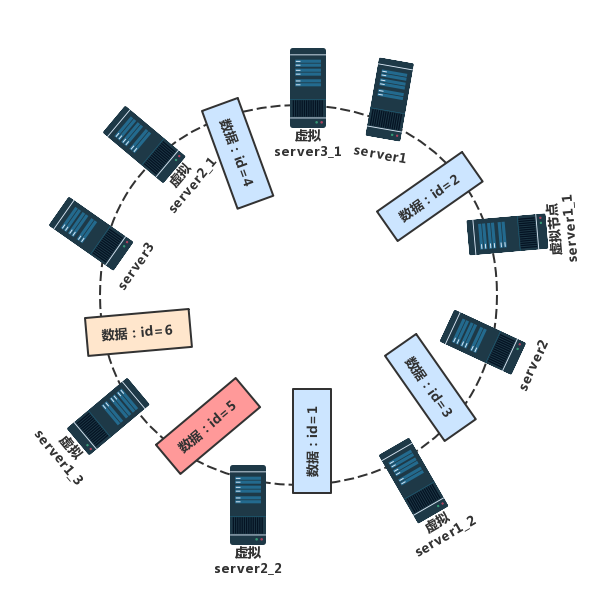 虚拟
server3_1
server1
数据：id=4
虚拟
server2_1
数据：id=2
虚拟节点
server1_1
server3
数据：id=6
server2
数据：id=3
数据：id=5
数据：id=1
虚拟
server1_3
虚拟
server1_2
虚拟
server2_2